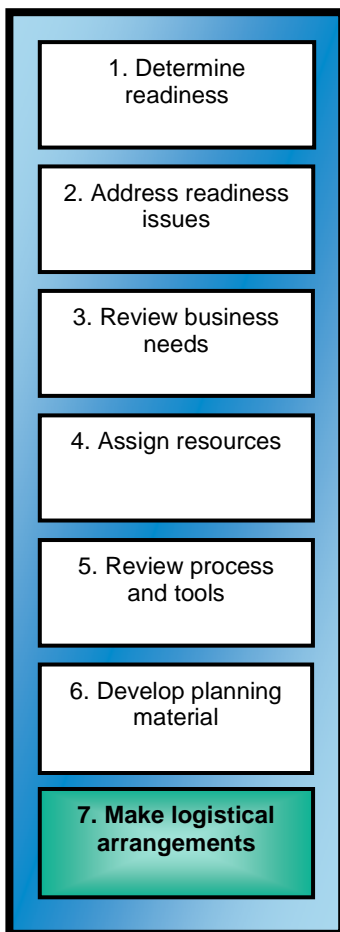 1. Determine
readiness
2. Address readiness
issues
3. Review business
needs
4. Assign resources
5. Review process
and tools
6. Develop planning
material
7. Make logistical
arrangements